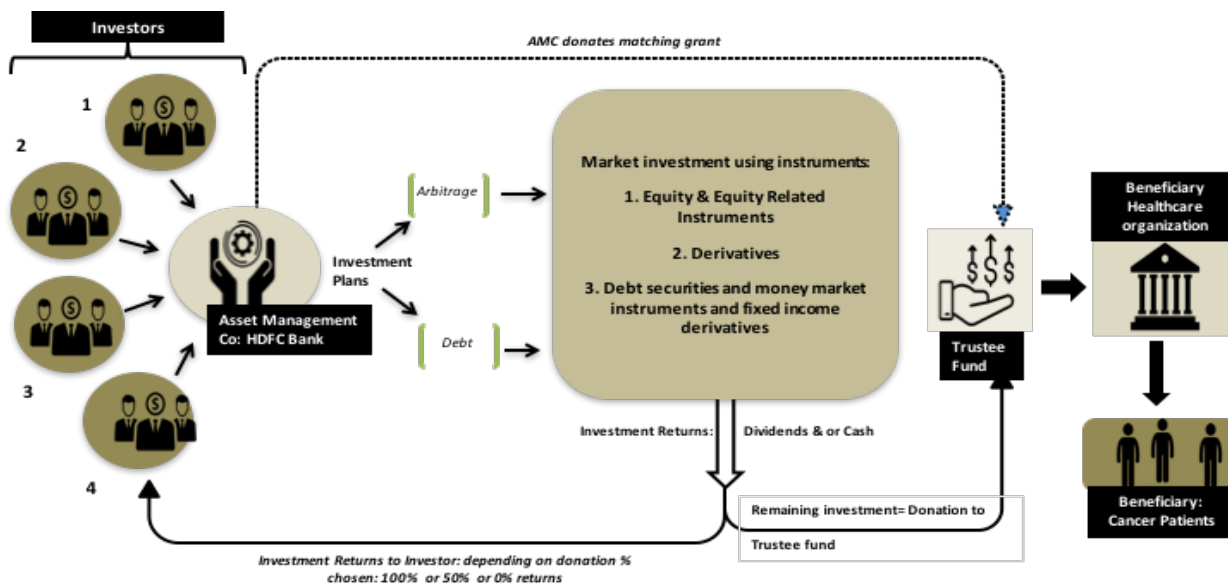 Investors
AMC donates matching grant
1
2
3
4
Asset Management
Co: HDFC Bank
Investment
Plans
Arbitrage
Debt
Market investment using instruments:
1. Equity & Equity Related
Instruments
2. Derivatives
3. Debt securities and money market
instruments and fixed income
derivatives
Investment Returns:
Dividends & or Cash
Remaining investment= Donation to
Trustee fund
Investment Returns to Investor: depending on donation %
chosen: 100% or 50% or 0% returns
Trustee
Fund
Beneficiary
Healthcare
organization
Beneficiary:
Cancer Patients